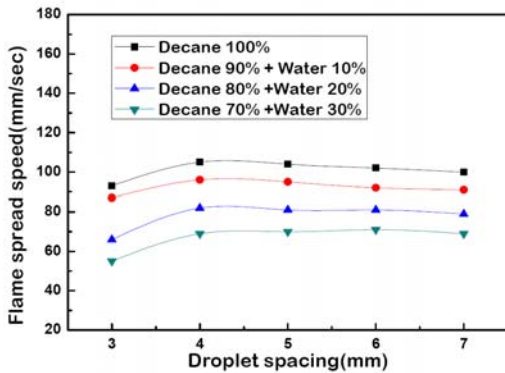 180
160
140
120
100
80
60
40
20
Flame spread speed(mm/sec)
Decane 100%
Decane 90% + Water 10%
Decane 80% +Water 20%
Decane 70% +Water 30%
3 4 5 6 7
Droplet spacing(mm)